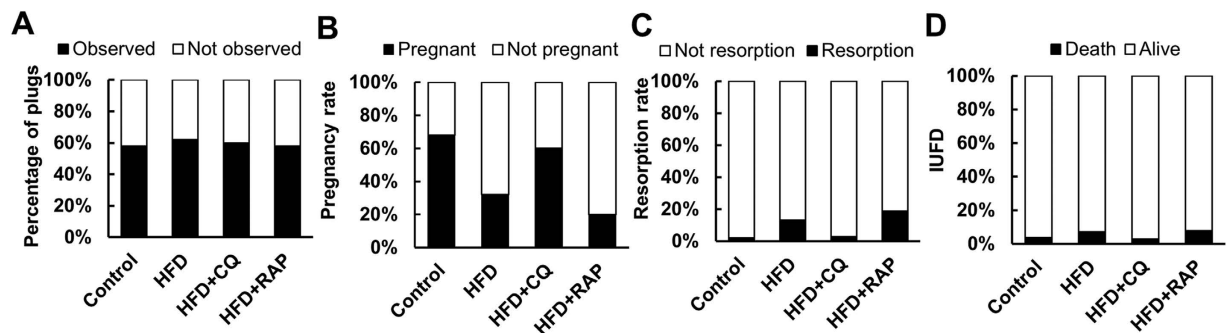 A
■Observed □Not observed
Percentage of plugs
100%
80%
60%
40%
20%
0%
Control
HFD
HFD+CQ
HFD+RAP
B
■Pregnant □Not pregnant
Pregnancy rate
100%
80%
60%
40%
20%
0%
Control
HFD
HFD+CQ
HFD+RAP
C
□Not resorption ■Resorption
Resorption rate
100%
80%
60%
40%
20%
0%
Control
HFD
HFD+CQ
HFD+RAP
D
■Death □Alive
IUFD
100%
80%
60%
40%
20%
0%
Control
HFD
HFD+CQ
HFD+RAP